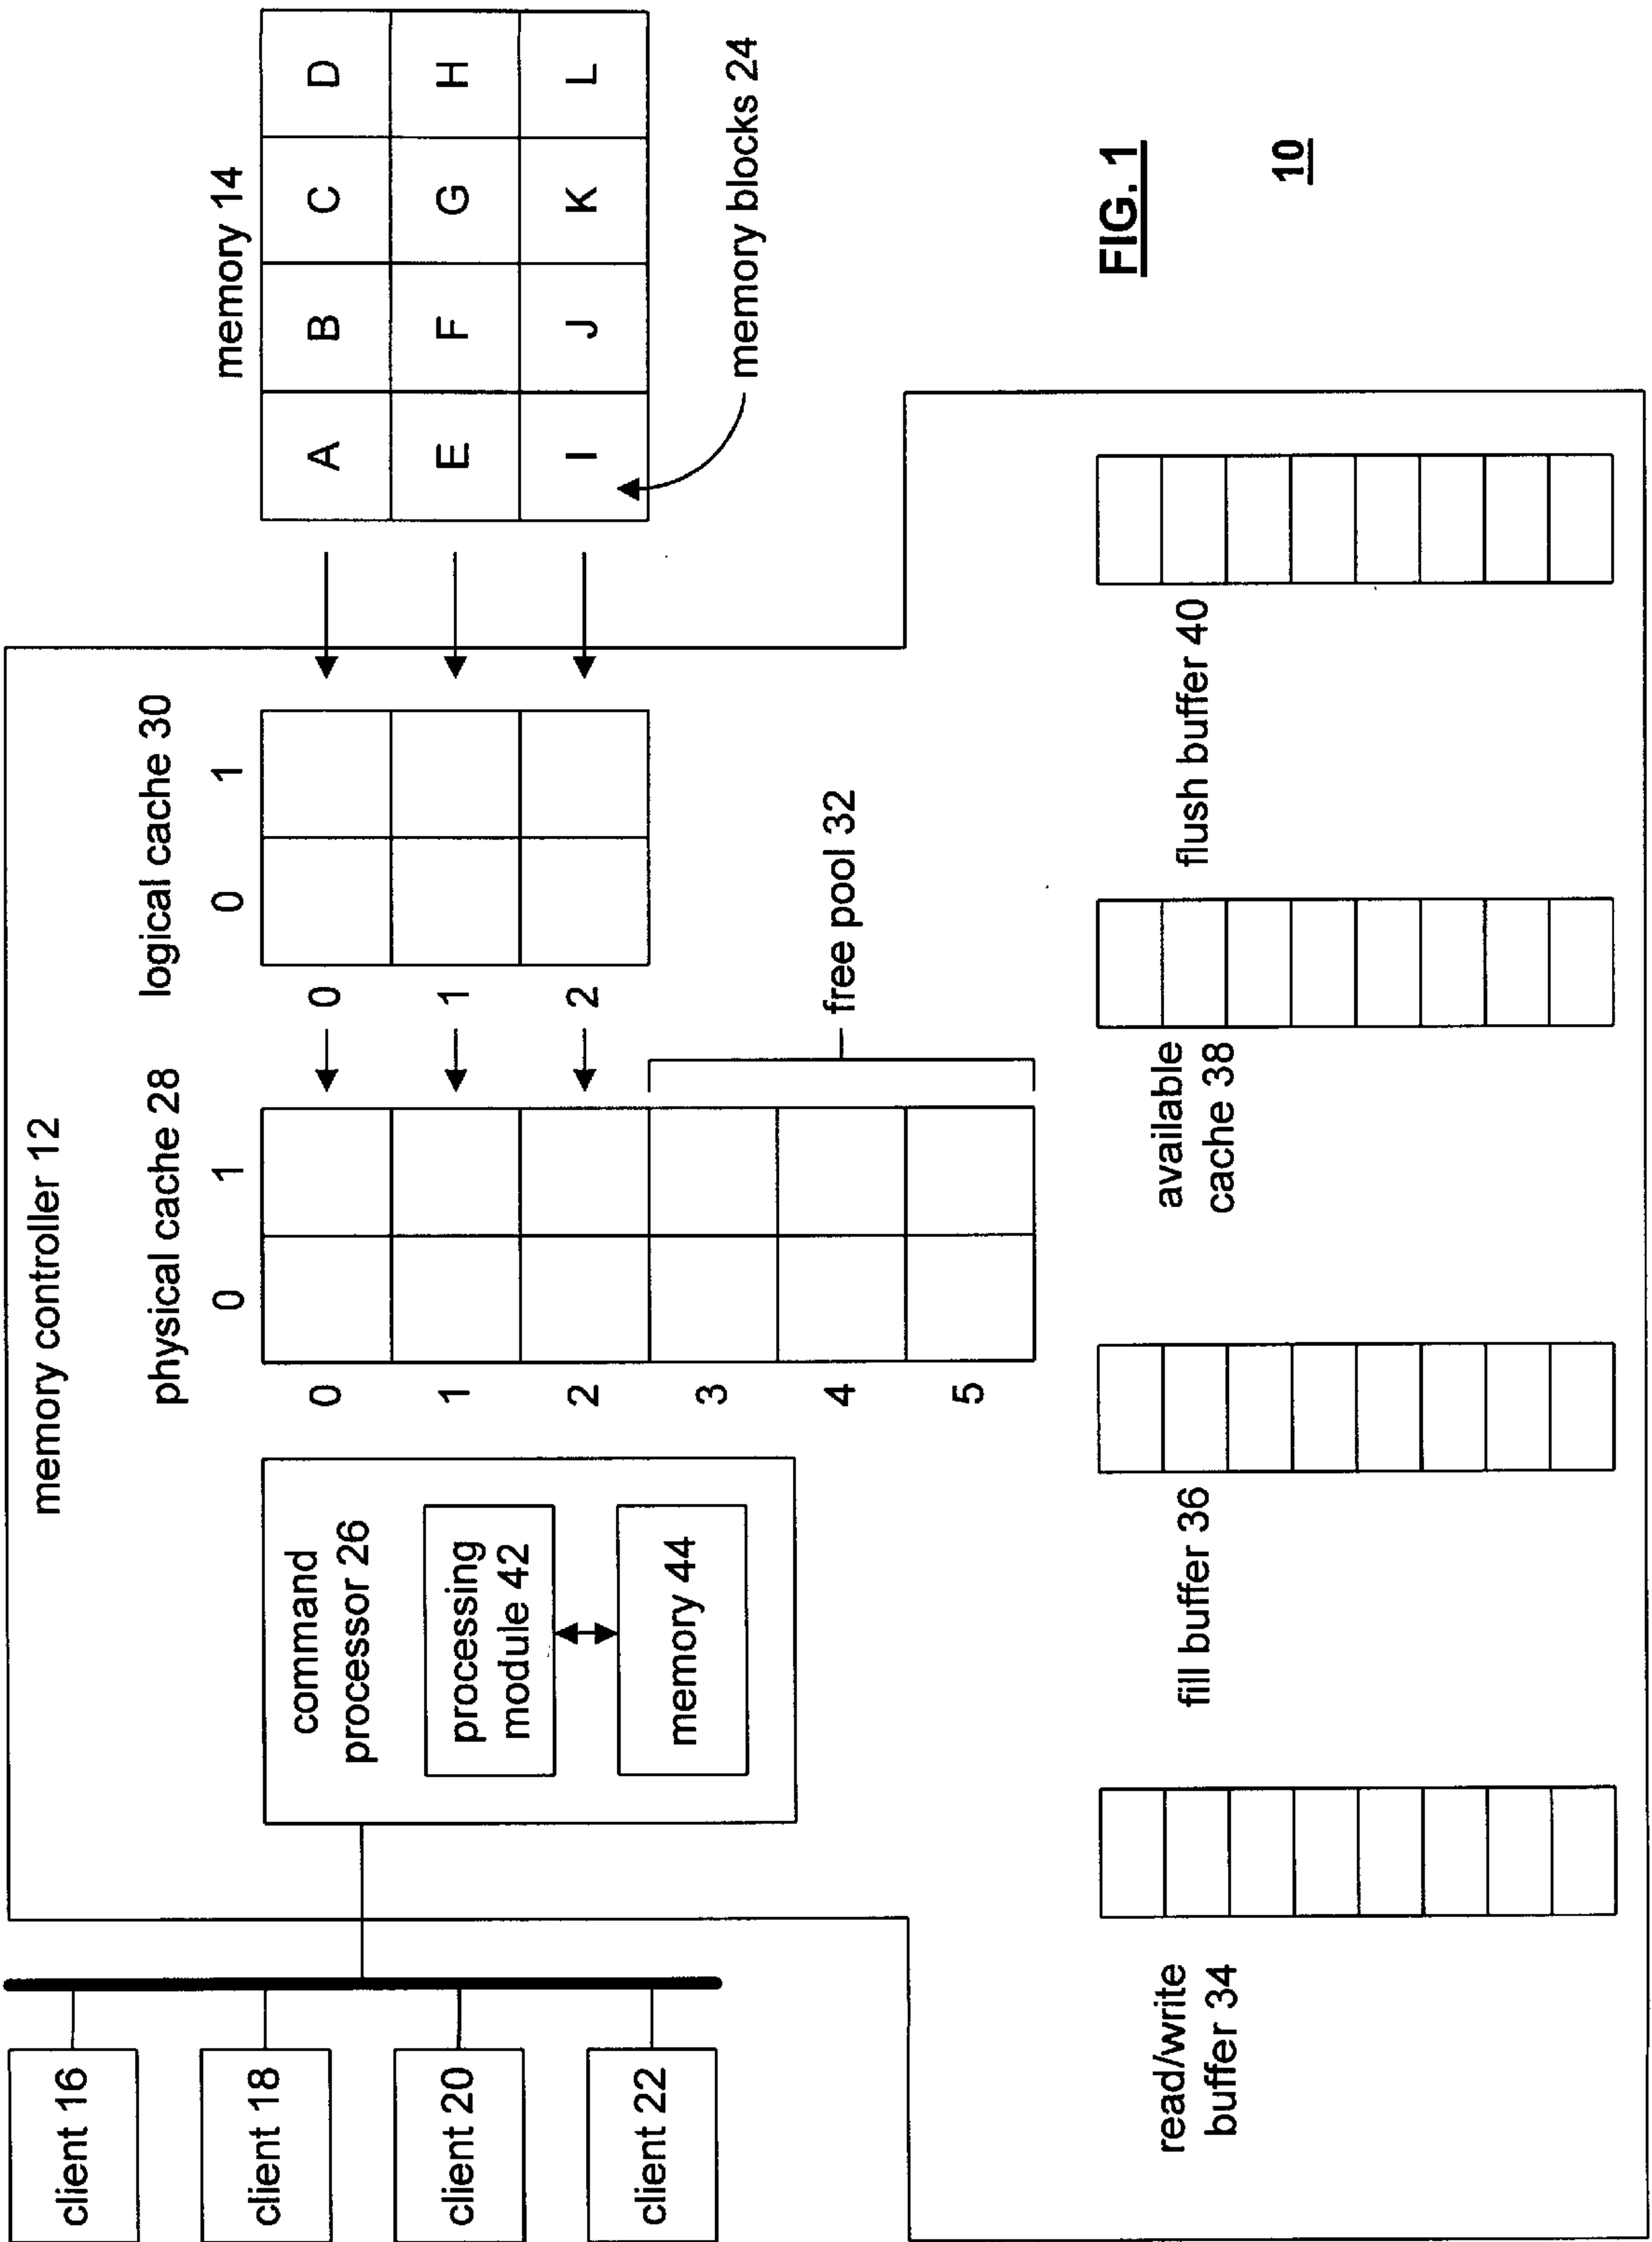 memory controller 12
client 16
client 18
client 20
client 22
command
processor 26
processing
module 42
memory 44
physical cache 28
0 1
0
1
2
3
4
5
free pool 32
logical cache 30
0 1
0
1
2
memory 14
A B C D
E F G H
I J K L
memory blocks 24
read/write
buffer 34
fill buffer 36
available
cache 38
flush buffer 40
FIG. 1
10